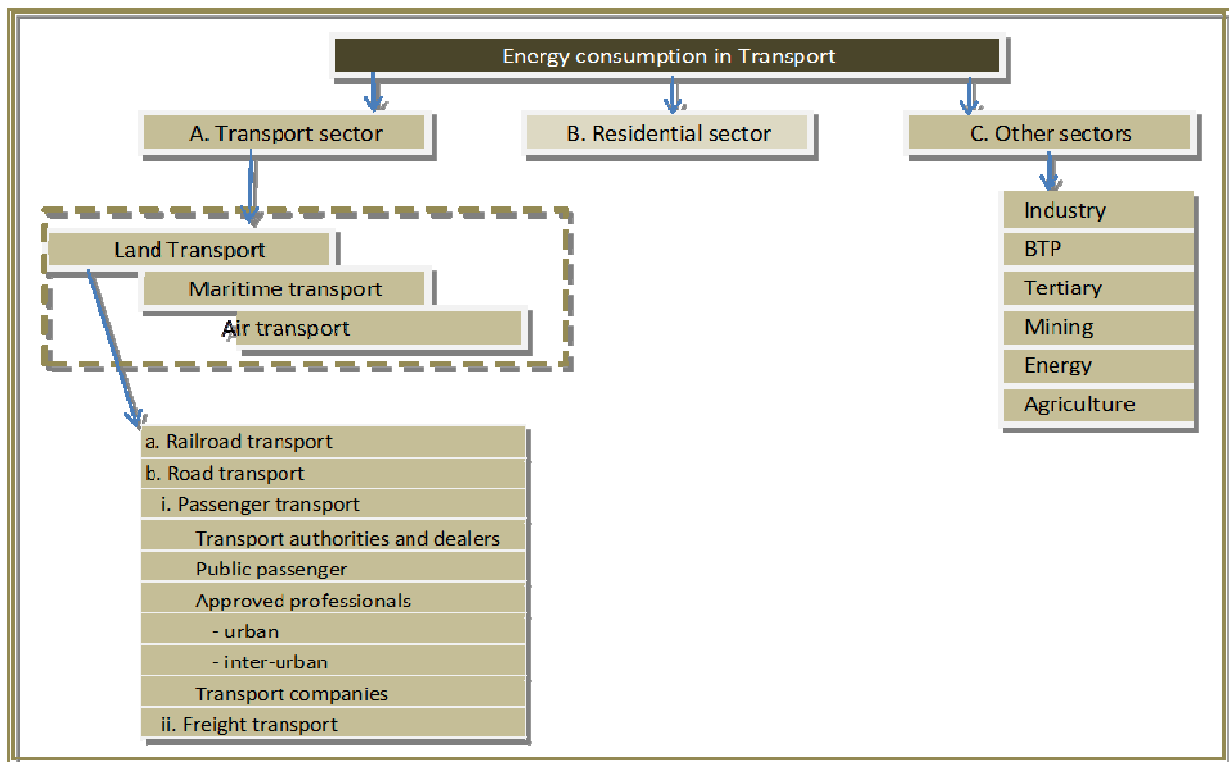 Energy consumption in Transport
A. Transport sector
B. Residential sector
C. Other sectors
Land Transport
Maritime transport
Air transport
a. Railroad transport
b. Road transport
i. Passenger transport
Transport authorities and dealers
Public passenger
Approved professionals
- urban
- inter-urban
Transport companies
ii. Freight transport
Industry
BTP
Tertiary
Mining
Energy
Agriculture